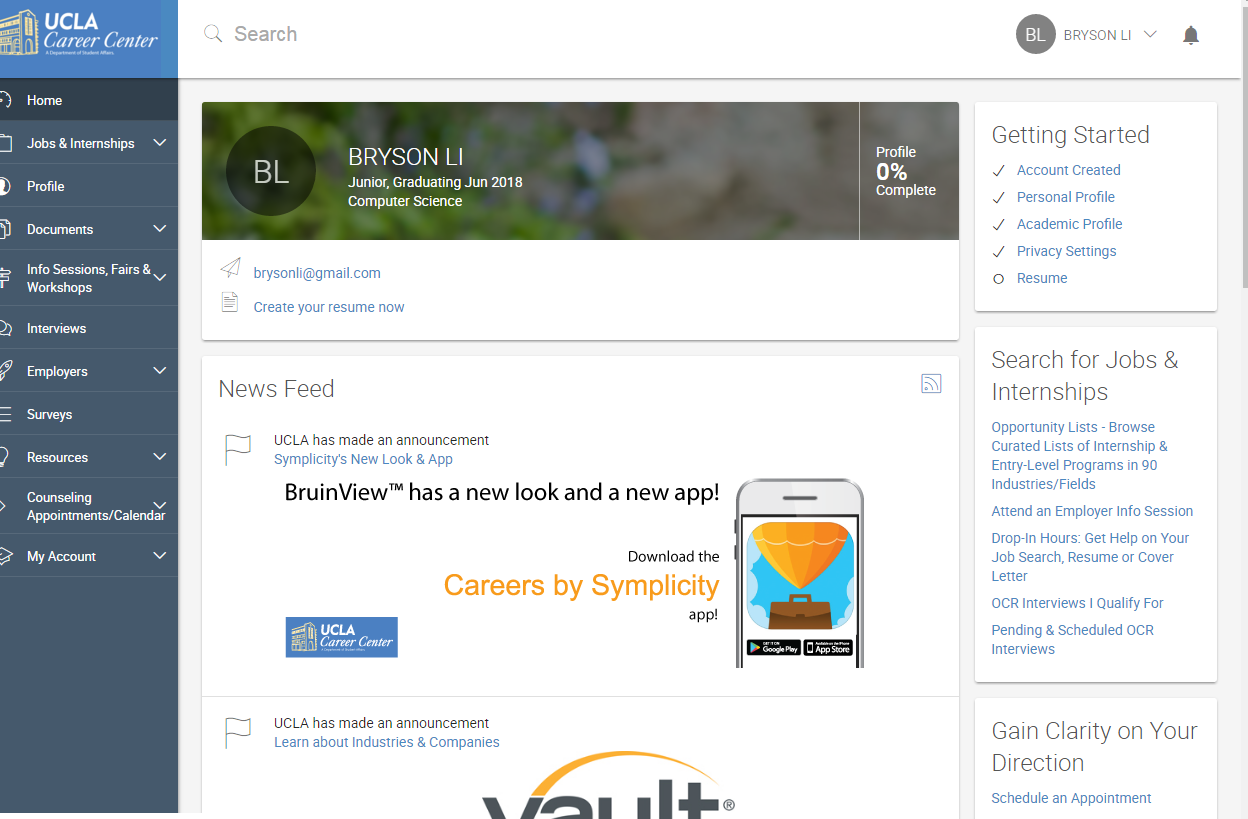 UCLA
Career Center
A Department of Student Affairs
Search
BL
BRYSON LI
Home
Jobs & Internships
Profile
Documents
Info Sessions, Fairs &
Workshops
Interviews
Employers
Surveys
Resources
Counseling
Appointments/Calendar
My Account
BL
BRYSON LI
Junior, Graduating Jun 2018
Computer Science
Profile
0%
Complete
brysonli@gmail.com
Create your resume now
News Feed
UCLA has made an announcement
Symplicity's New Look & App
BruinView™ has a new look and a new app!
Download the
Careers by Symplicity
app!
UCLA
Career Center
A Department of Student Affairs
GET IT ON
Google Play
Available on the iPhone
App Store
UCLA has made an announcement
Learn about Industries & Companies
vault®
Getting Started
Account Created
Personal Profile
Academic Profile
Privacy Settings
Resume
Search for Jobs &
Internships
Opportunity Lists - Browse
Curated Lists of Internship &
Entry-Level Programs in 90
Industries/Fields
Attend an Employer Info Session
Drop-In Hours: Get Help on Your
Job Search, Resume or Cover
Letter
OCR Interviews I Qualify For
Pending & Scheduled OCR
Interviews
Gain Clarity on Your
Direction
Schedule an Appointment